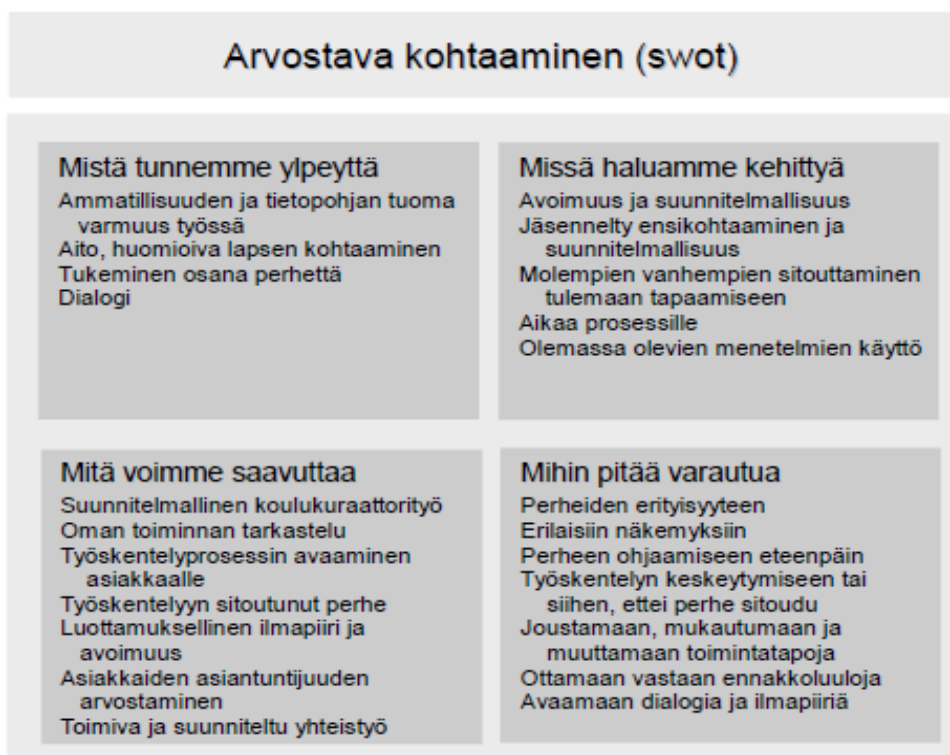 Arvostava kohtaaminen (swot)
Mistä tunnemme ylpeyttä
Ammatillisuuden ja tietopohjan tuoma
varmuus työssä
Aito, huomioiva lapsen kohtaaminen
Tukeminen osana perhettä
Dialogi
Missä haluamme kehittyä
Avoimuus ja suunnitelmallisuus
Jäsennelty ensikohtaaminen ja
suunnitelmallisuus
Molempien vanhempien sitouttaminen
tulemaan tapaamiseen
Aikaa prosessille
Olemassa olevien menetelmien käyttö
Mitä voimme saavuttaa
Suunnitelmallinen koulukuraattorityö
Oman toiminnan tarkastelu
Työskentelyprosessin avaaminen
asiakkaalle
Työskentelyyn sitoutunut perhe
Luottamuksellinen ilmapiiri ja
avoimuus
Asiakkaiden asiantuntijuuden
arvostaminen
Toimiva ja suunniteltu yhteistyö
Mihin pitää varautua
Perheiden erityisyyteen
Erilaisiin näkemyksiin
Perheen ohjaamiseen eteenpäin
Työskentelyn keskeytymiseen tai
siihen, ettei perhe sitoudu
Joustamaan, mukautumaan ja
muuttamaan toimintatapoja
Ottamaan vastaan ennakkoluuloja
Avaamaan dialogia ja ilmapiiriä